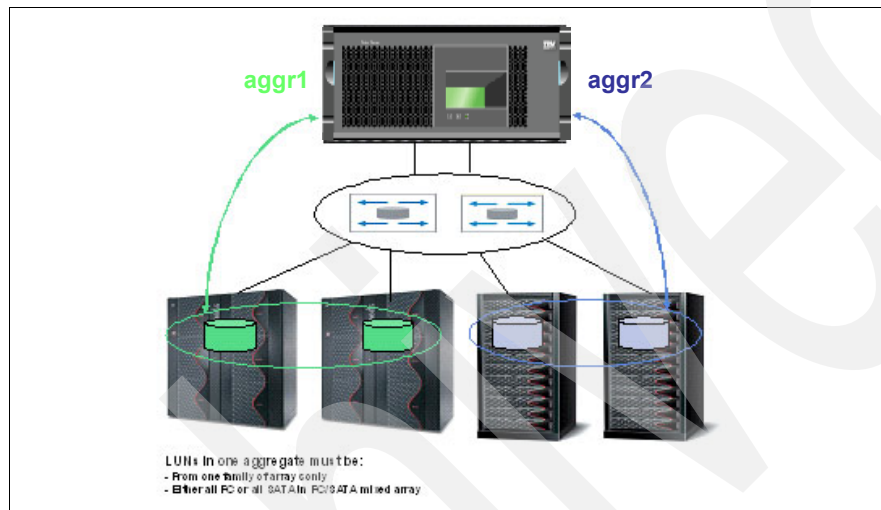 aggr1
aggr2
LUNs in one aggregate must be:
- From one family of arrays only
- Either all FC or all SATA in FC/SATA mixed array